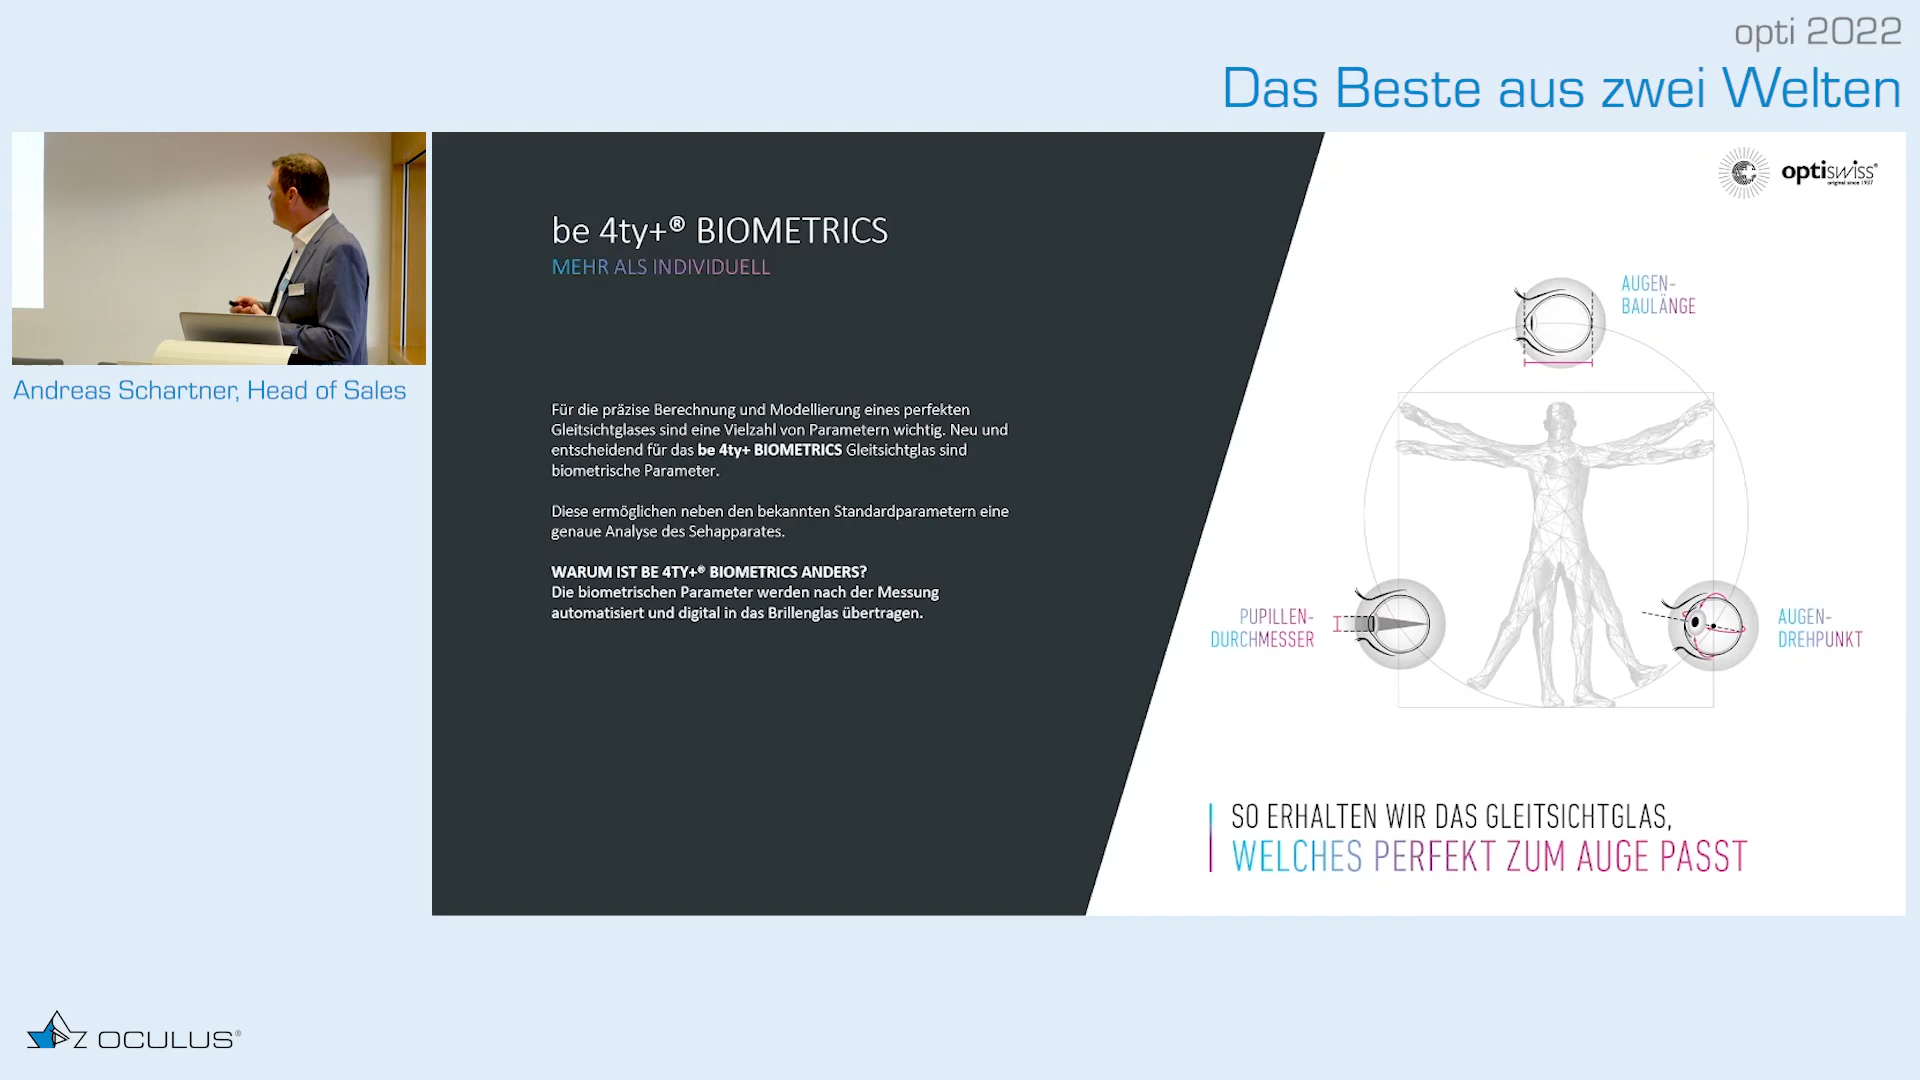 opti 2022
Das Beste aus zwei Welten
Andreas Schartner, Head of Sales
optiswiss®
original since 1937
be 4ty+® BIOMETRICS
MEHR ALS INDIVIDUELL
Für die präzise Berechnung und Modellierung eines perfekten
Gleitsichtglases sind eine Vielzahl von Parametern wichtig. Neu und
entscheidend für das be 4ty+ BIOMETRICS Gleitsichtglas sind
biometrische Parameter.
Diese ermöglichen neben den bekannten Standardparametern eine
genaue Analyse des Sehapparates.
WARUM IST BE 4TY+® BIOMETRICS ANDERS?
Die biometrischen Parameter werden nach der Messung
automatisiert und digital in das Brillenglas übertragen.
AUGEN-
BAULÄNGE
PUPILLEN-
DURCHMESSER
AUGEN-
DREHPUNKT
SO ERHALTEN WIR DAS GLEITSICHTGLAS,
WELCHES PERFEKT ZUM AUGE PASST
OCULUS®